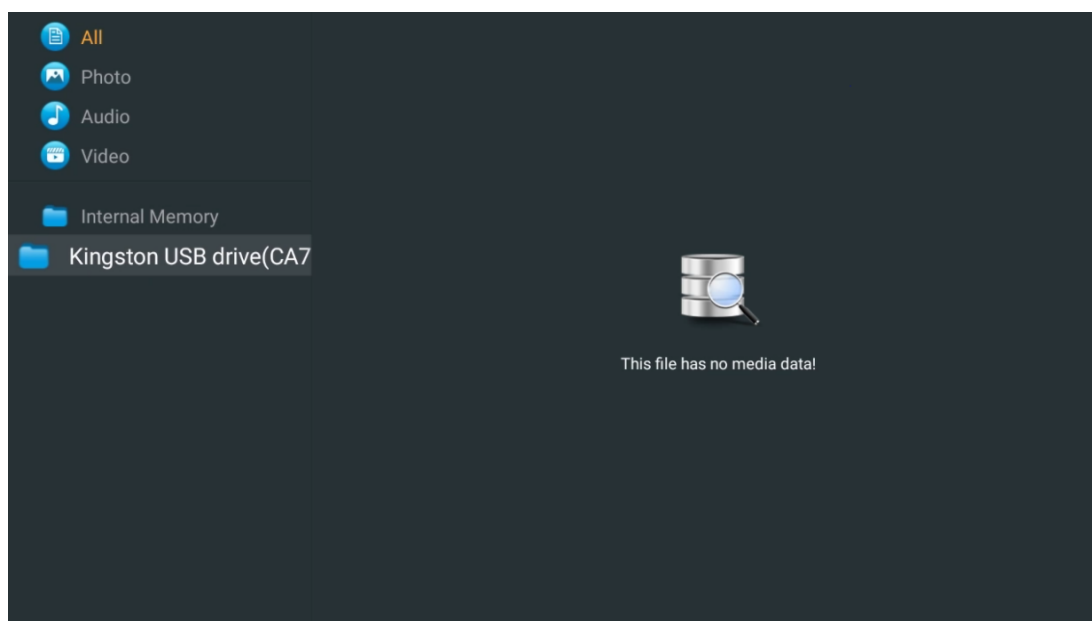 All
Photo
Audio
Video
Internal Memory
Kingston USB drive(CA7
This file has no media data!